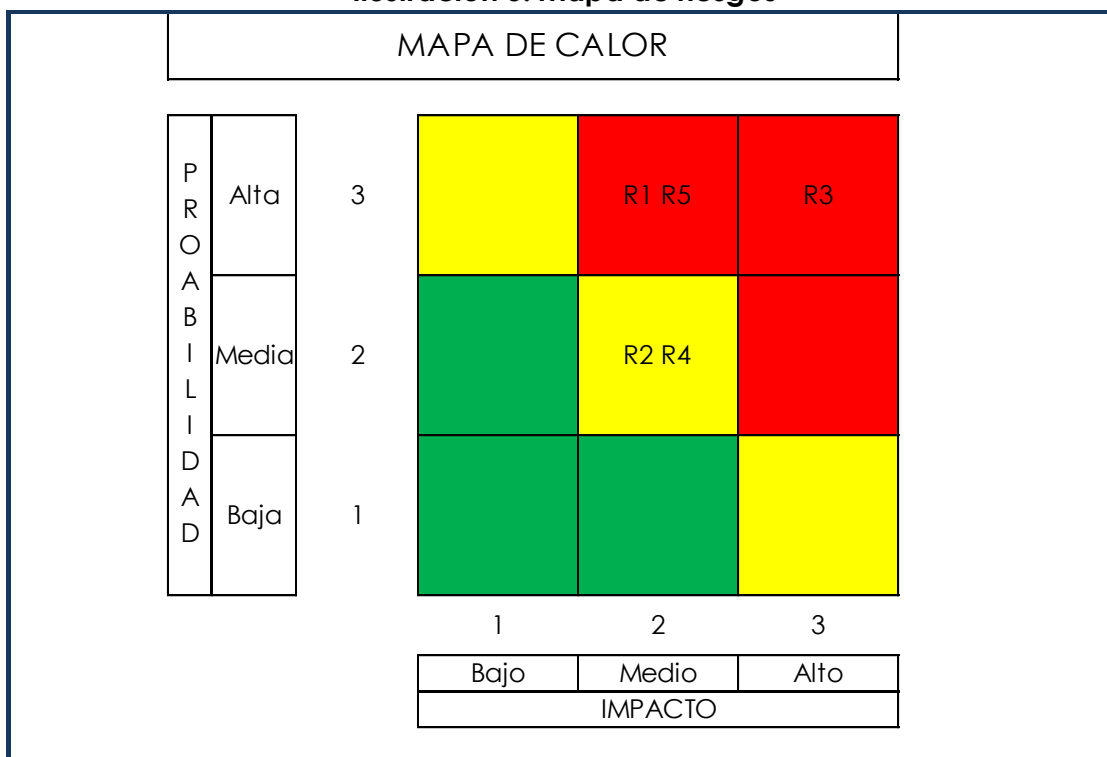 MAPA DE CALOR
PROABILIDAD
Alta 3 R1 R5 R3
Media 2 R2 R4
Baja 1
1 2 3
Bajo Medio Alto
IMPACTO